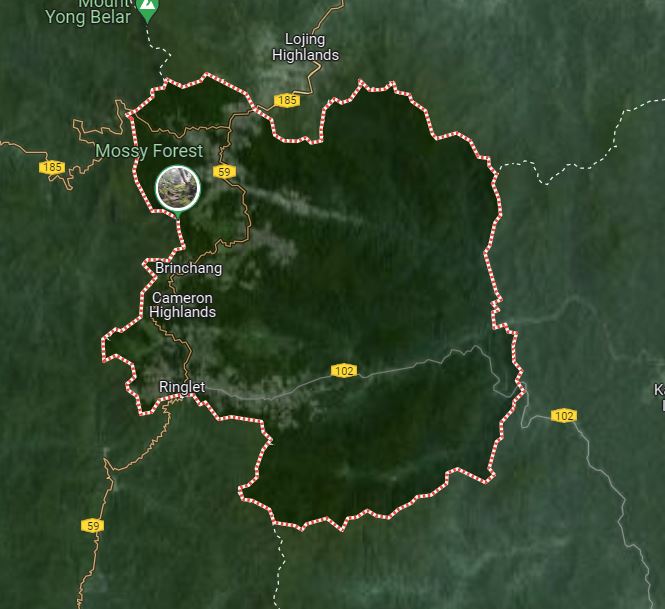 Mount
Yong Belar
Lojing
Highlands
185
Mossy Forest
185
59
Brinchang
Cameron
Highlands
102
Ringlet
102
59